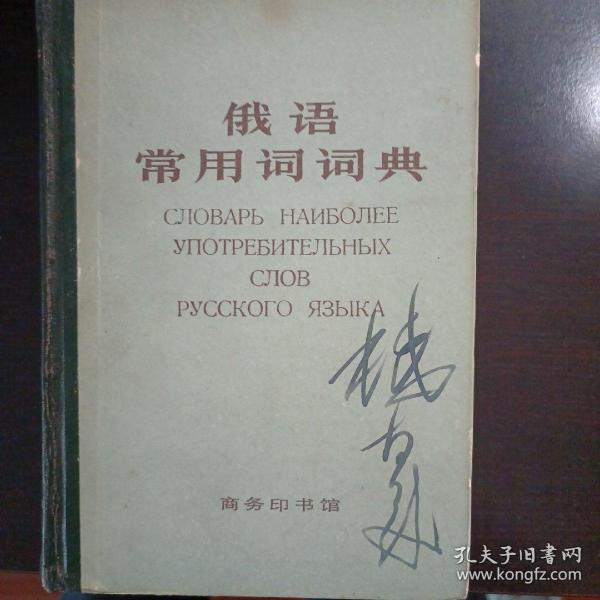 俄语
常用词词典
СЛОВАРЬ НАИБОЛЕЕ
УПОТРЕБИТЕЛЬНЫХ
СЛОВ
РУССКОГО ЯЗЫКА
商务印书馆
孔夫子旧书网
www.kongfz.com